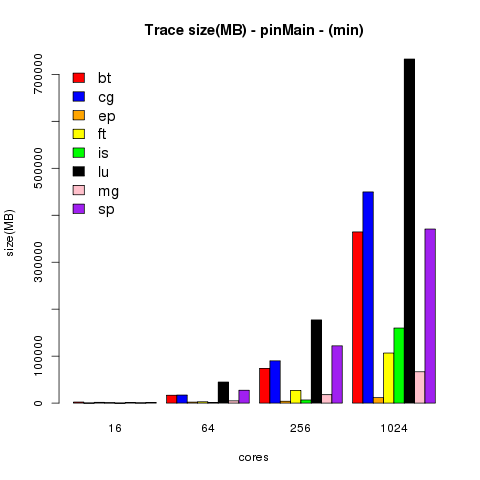 Trace size(MB) - pinMain - (min)
size(MB)
700000
500000
300000
100000
0
bt
cg
ep
ft
is
lu
mg
sp
16 64 256 1024
cores